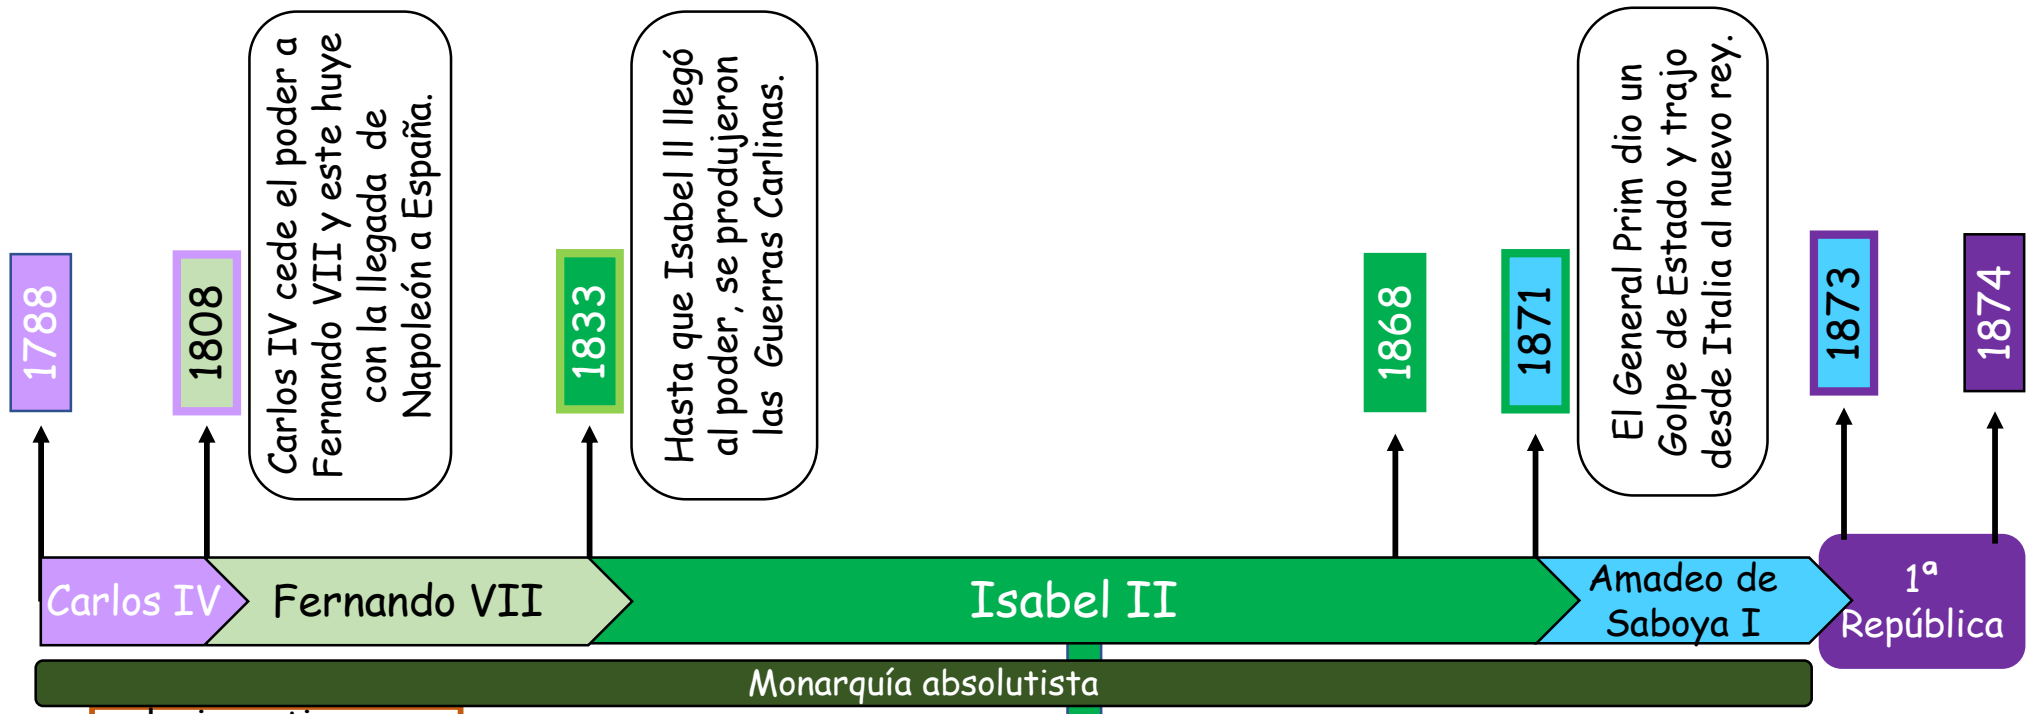 1788
1808
Carlos IV cede el poder a
Fernando VII y este huye
con la llegada de
Napoleón a España.
1833
Hasta que Isabel II llegó
al poder, se produjeron
las Guerras Carlinas.
1868
1871
El General Prim dio un
Golpe de Estado y trajo
desde Italia al nuevo rey.
1873
1874
Carlos IV
Fernando VII
Isabel II
Amadeo de
Saboya I
1ª
República
Monarquía absolutista